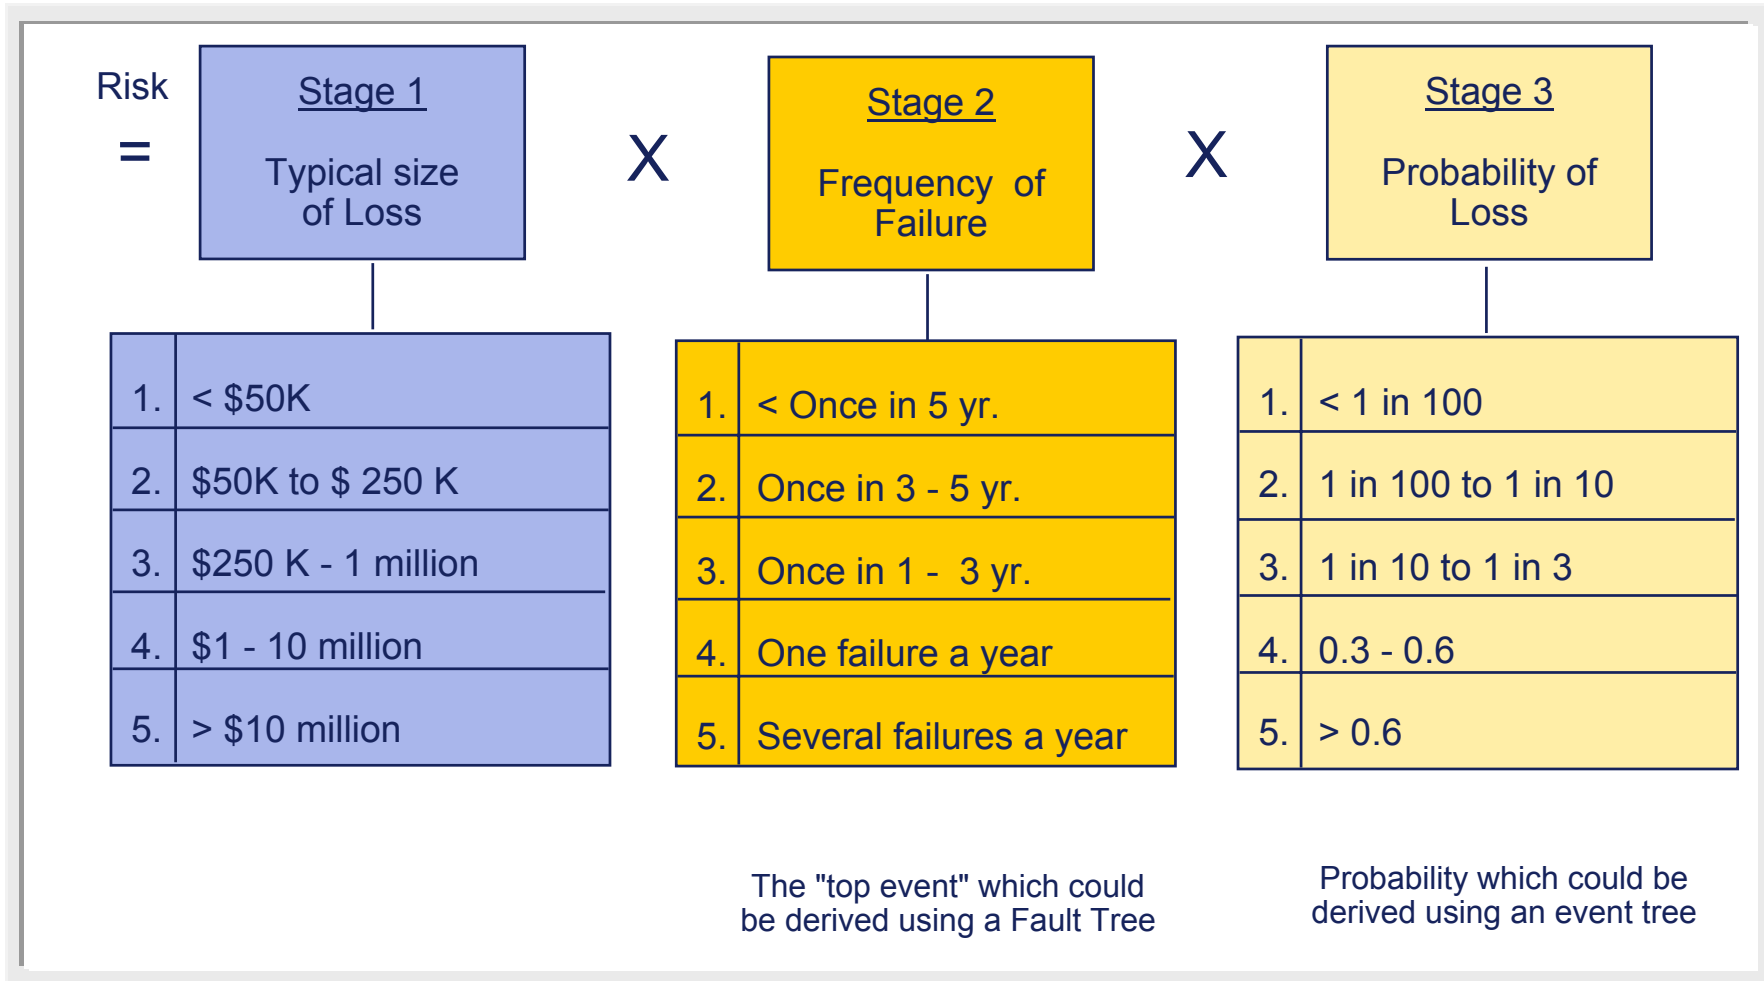 Risk
=
Stage 1
Typical size
of Loss
X
Stage 2
Frequency of
Failure
X
Stage 3
Probability of
Loss
1. < $50K
2. $50K to $ 250 K
3. $250 K - 1 million
4. $1 - 10 million
5. > $10 million
1. < Once in 5 yr.
2. Once in 3 - 5 yr.
3. Once in 1 - 3 yr.
4. One failure a year
5. Several failures a year
1. < 1 in 100
2. 1 in 100 to 1 in 10
3. 1 in 10 to 1 in 3
4. 0.3 - 0.6
5. > 0.6
The "top event" which could
be derived using a Fault Tree
Probability which could be
derived using an event tree